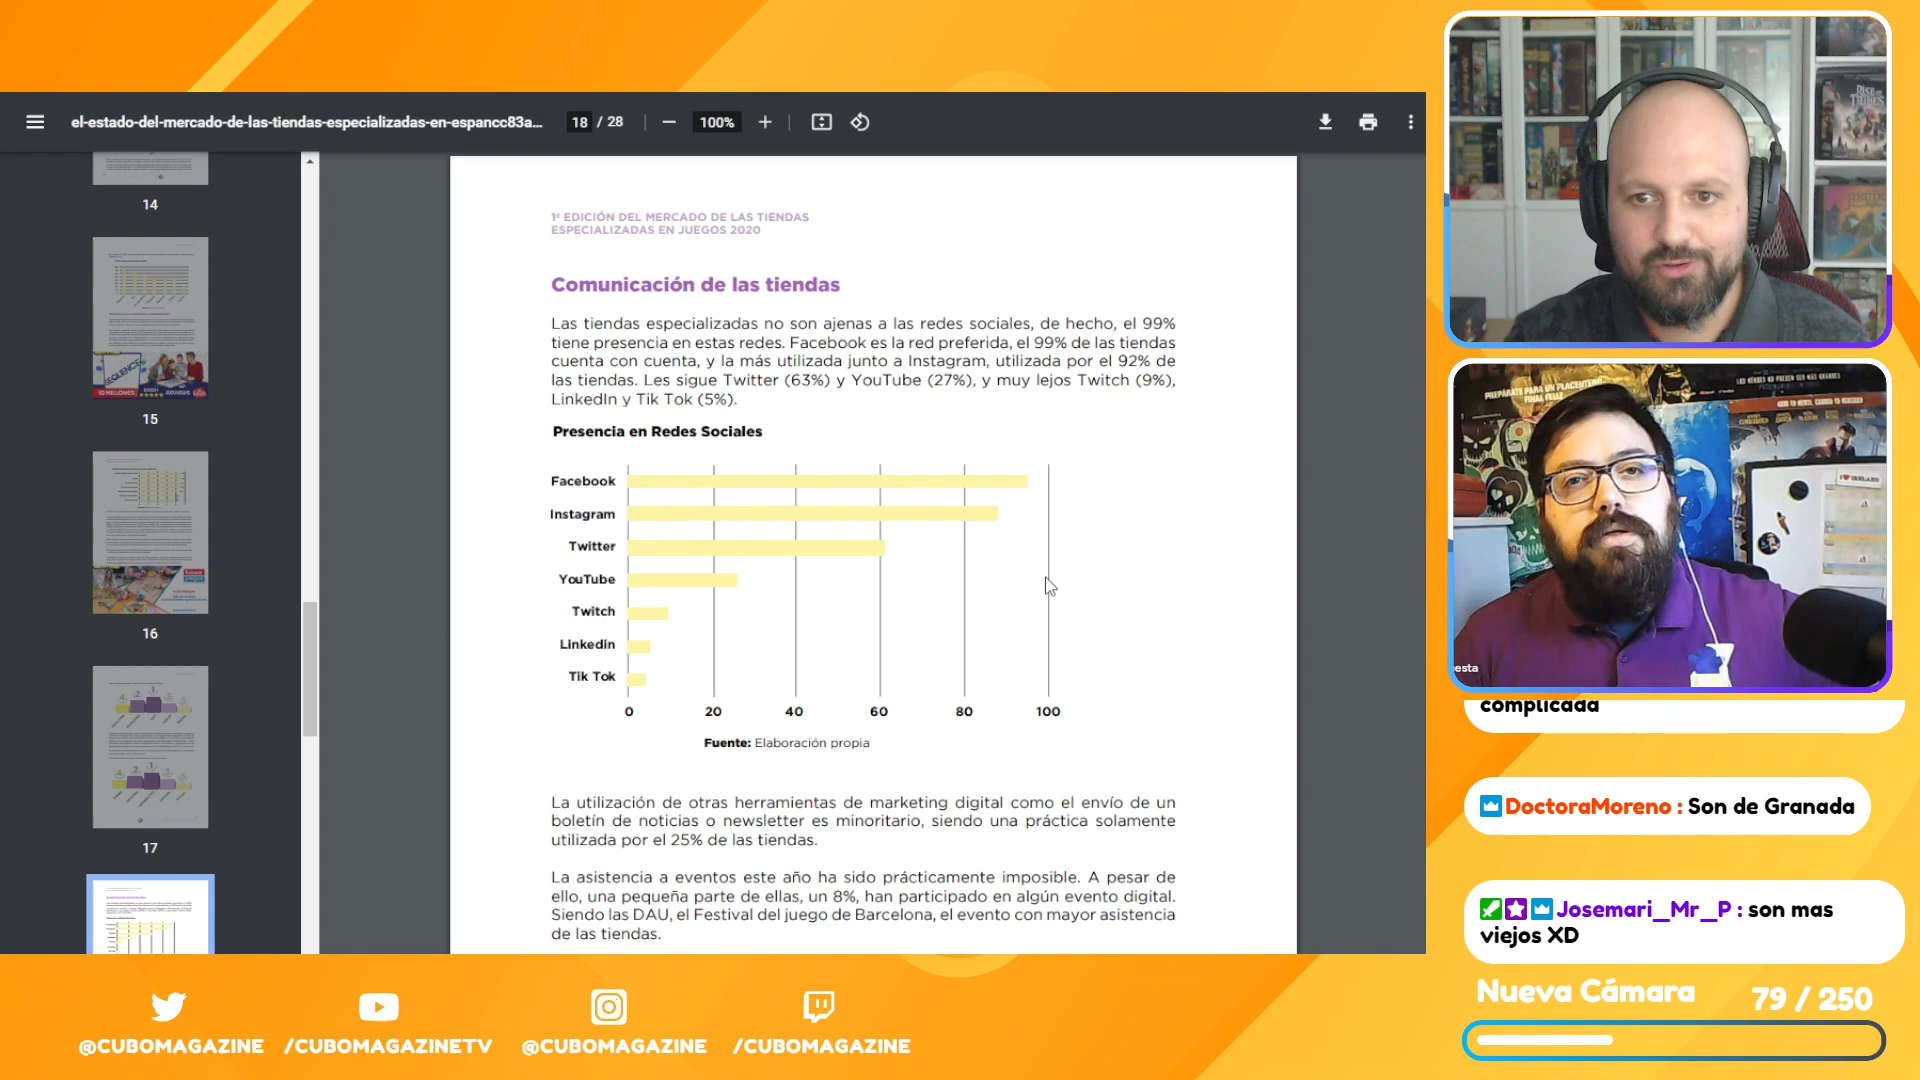 el-estado-del-mercado-de-las-tiendas-especializadas-en-espancc83a...
18 / 28
100%
14
15
16
17
1ª EDICIÓN DEL MERCADO DE LAS TIENDAS
ESPECIALIZADAS EN JUEGOS 2020
Comunicación de las tiendas
Las tiendas especializadas no son ajenas a las redes sociales, de hecho, el 99%
tiene presencia en estas redes. Facebook es la red preferida, el 99% de las tiendas
cuenta con cuenta, y la más utilizada junto a Instagram, utilizada por el 92% de
las tiendas. Les sigue Twitter (63%) y YouTube (27%), y muy lejos Twitch (9%),
LinkedIn y Tik Tok (5%).
Presencia en Redes Sociales
Facebook
Instagram
Twitter
YouTube
Twitch
Linkedin
Tik Tok
0 20 40 60 80 100
Fuente: Elaboración propia
La utilización de otras herramientas de marketing digital como el envío de un
boletín de noticias o newsletter es minoritario, siendo una práctica solamente
utilizada por el 25% de las tiendas.
La asistencia a eventos este año ha sido prácticamente imposible. A pesar de
ello, una pequeña parte de ellas, un 8%, han participado en algún evento digital.
Siendo las DAU, el Festival del juego de Barcelona, el evento con mayor asistencia
de las tiendas.
SEQUENCE
PREPÁRATE PARA UN PLACENTERO
FINAL FELIZ
esta
complicada
DoctoraMoreno : Son de Granada
Josemari_Mr_P : son mas
viejos XD
Nueva Cámara 79 / 250
@CUBOMAGAZINE /CUBOMAGAZINETV @CUBOMAGAZINE /CUBOMAGAZINE